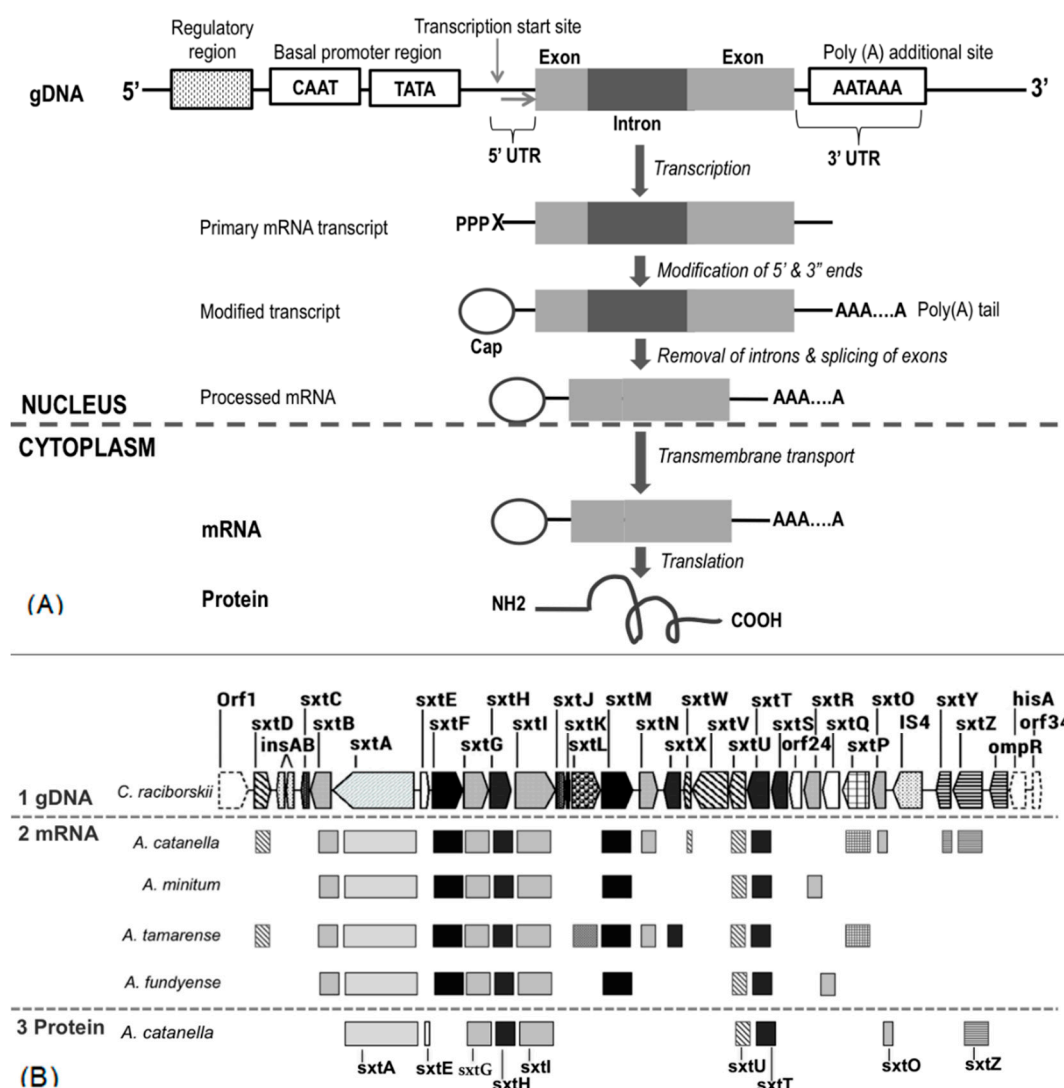 Regulatory region
Basal promoter region
Transcription start site
Exon
Exon
Poly (A) additional site
gDNA
5'
CAAT
TATA
AATAAA
3'
Intron
5' UTR
3' UTR
Transcription
Primary mRNA transcript
PPPX
Modification of 5' & 3" ends
Modified transcript
Cap
AAA....A
Poly(A) tail
Removal of introns & splicing of exons
NUCLEUS
Processed mRNA
AAA....A
CYTOPLASM
Transmembrane transport
mRNA
AAA....A
Translation
(A)
Protein
NH2
COOH
Orf1
sxtC
sxtE
sxtH
sxtJ
sxtM
sxtW
sxtT
sxtR
sxtO
sxtY
hisA
sxtD
sxtB
sxtF
sxtI
sxtK
sxtN
sxtV
sxtS
sxtQ
IS4
sxtZ
orf34
insAB
sxtA
sxtG
sxtL
sxtX
sxtU
orf24
sxtP
ompR
1 gDNA
C. raciborskii
2 mRNA
A. catanella
A. minitum
A. tamarense
A. fundyense
3 Protein
A. catanella
sxtA
sxtE
sxtG
sxtH
sxtI
sxtU
sxtT
sxtO
sxtZ
(B)